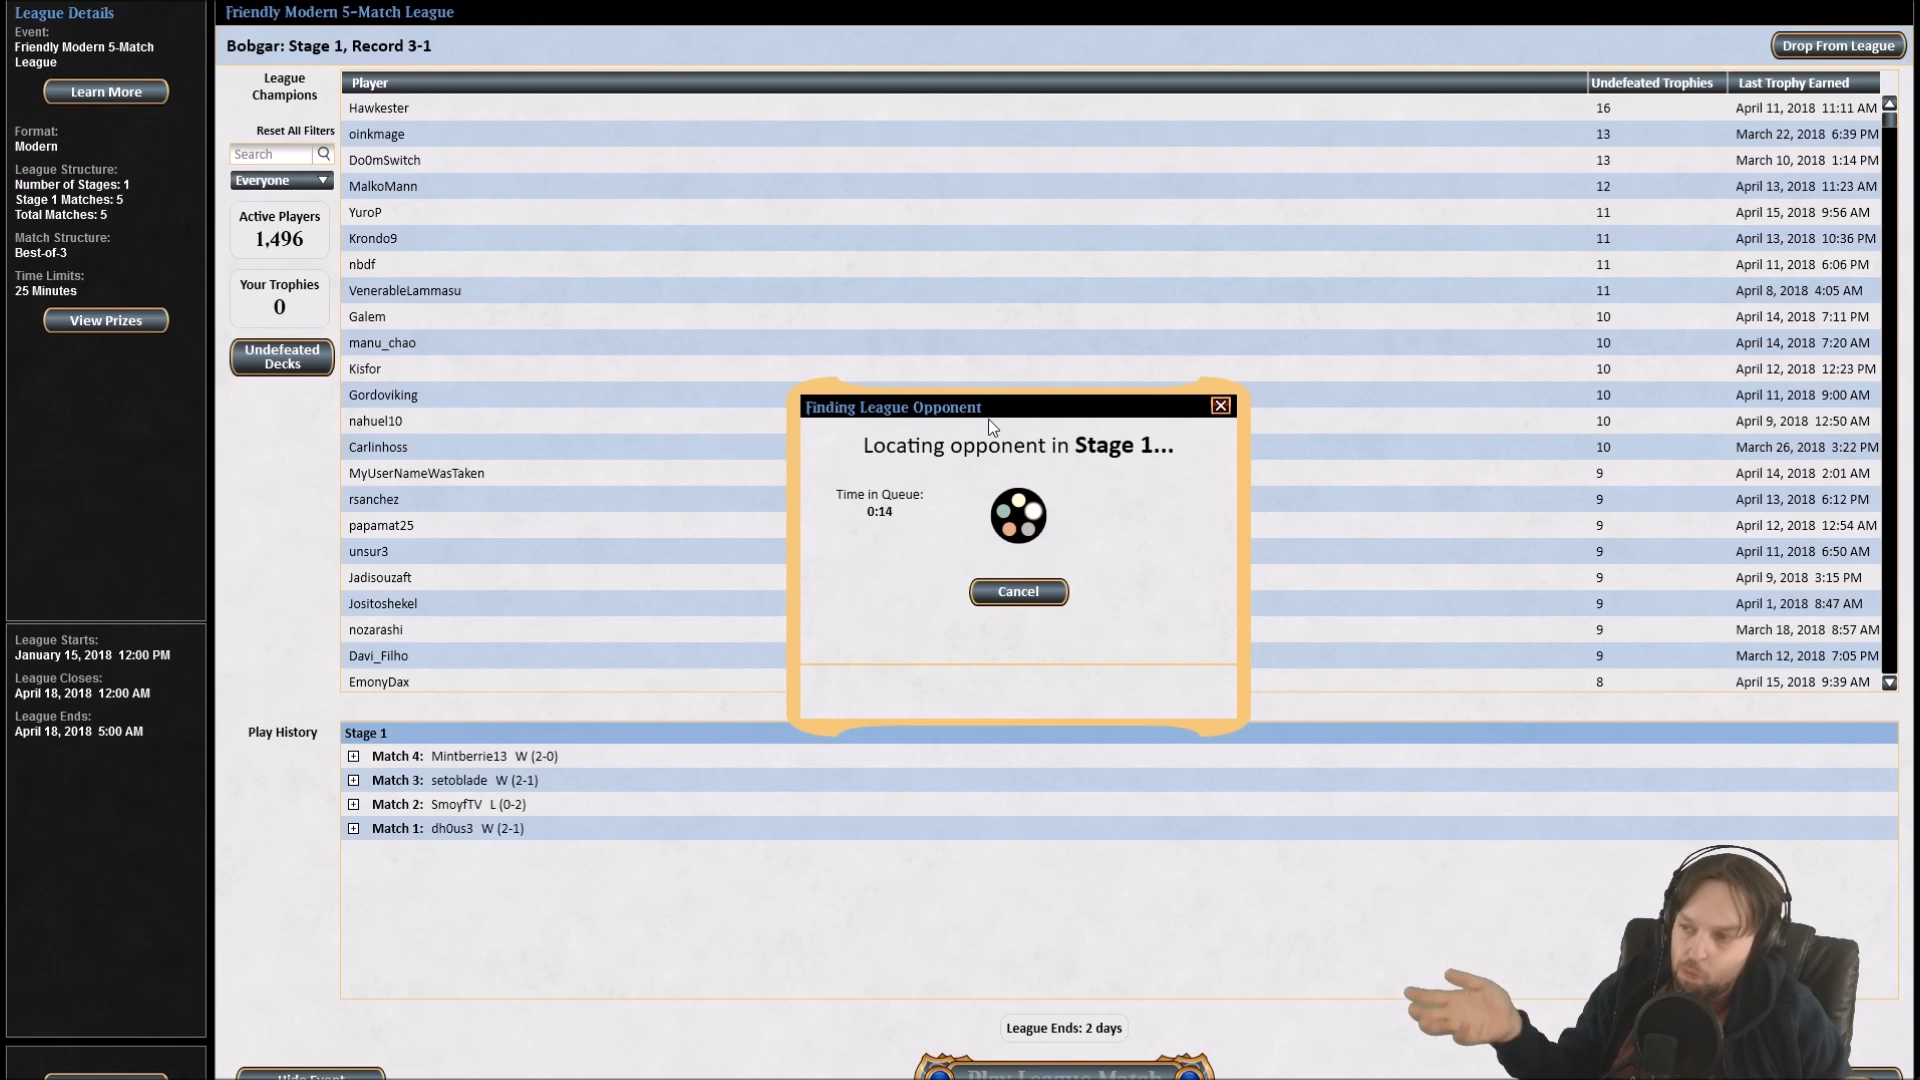 League Details
Event:
Friendly Modern 5-Match
League
Learn More
Format:
Modern
League Structure:
Number of Stages: 1
Stage 1 Matches: 5
Total Matches: 5
Match Structure:
Best-of-3
Time Limits:
25 Minutes
View Prizes
League Starts:
January 15, 2018 12:00 PM
League Closes:
April 18, 2018 12:00 AM
League Ends:
April 18, 2018 5:00 AM
Friendly Modern 5-Match League
Bobgar: Stage 1, Record 3-1
Drop From League
League
Champions
Reset All Filters
Search
Everyone
Active Players
1,496
Your Trophies
0
Undefeated
Decks
Player Undefeated Trophies Last Trophy Earned
Hawkester 16 April 11, 2018 11:11 AM
oinkmage 13 March 22, 2018 6:39 PM
Do0mSwitch 13 March 10, 2018 1:14 PM
MalkoMann 12 April 13, 2018 11:23 AM
YuroP 11 April 15, 2018 9:56 AM
Krondo9 11 April 13, 2018 10:36 PM
nbdf 11 April 11, 2018 6:06 PM
VenerableLammasu 11 April 8, 2018 4:05 AM
Galem 10 April 14, 2018 7:11 PM
manu_chao 10 April 14, 2018 7:20 AM
Kisfor 10 April 12, 2018 12:23 PM
Gordoviking 10 April 11, 2018 9:00 AM
nahuel10 10 April 9, 2018 12:50 AM
Carlinhoss 10 March 26, 2018 3:22 PM
MyUserNameWasTaken 9 April 14, 2018 2:01 AM
rsanchez 9 April 13, 2018 6:12 PM
papamat25 9 April 12, 2018 12:54 AM
unsur3 9 April 11, 2018 6:50 AM
Jadisouzaft 9 April 9, 2018 3:15 PM
Jositoshekel 9 April 1, 2018 8:47 AM
nozarashi 9 March 18, 2018 8:57 AM
Davi_Filho 9 March 12, 2018 7:05 PM
EmonyDax 8 April 15, 2018 9:39 AM
Finding League Opponent
Locating opponent in Stage 1...
Time in Queue:
0:14
Cancel
Play History
Stage 1
Match 4: Mintberrie13 W (2-0)
Match 3: setoblade W (2-1)
Match 2: SmoyfTV L (0-2)
Match 1: dh0us3 W (2-1)
League Ends: 2 days
Hide Event
Play League Match